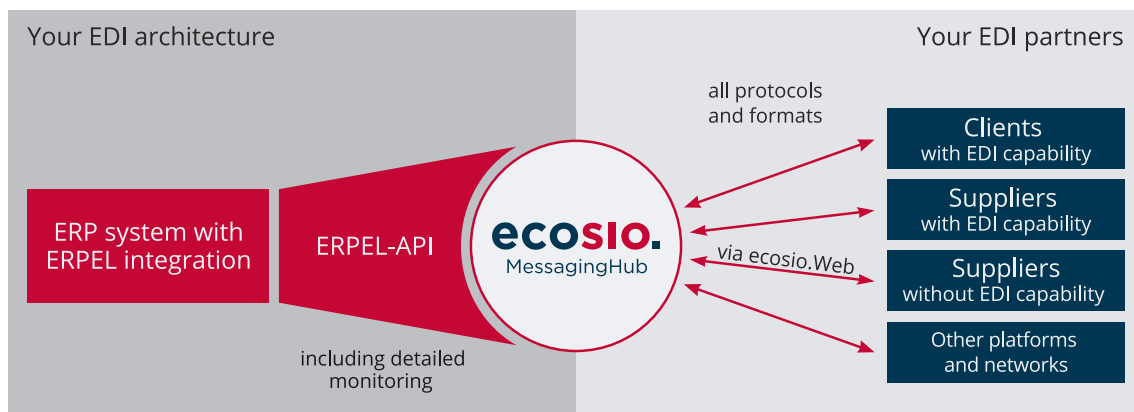 Your EDI architecture
Your EDI partners
all protocols
and formats
Clients
with EDI capability
Suppliers
with EDI capability
ERP system with
ERPEL integration
ERPEL-API
ecosio.
MessagingHub
via ecosio.Web
Suppliers
without EDI capability
Other platforms
and networks
including detailed
monitoring